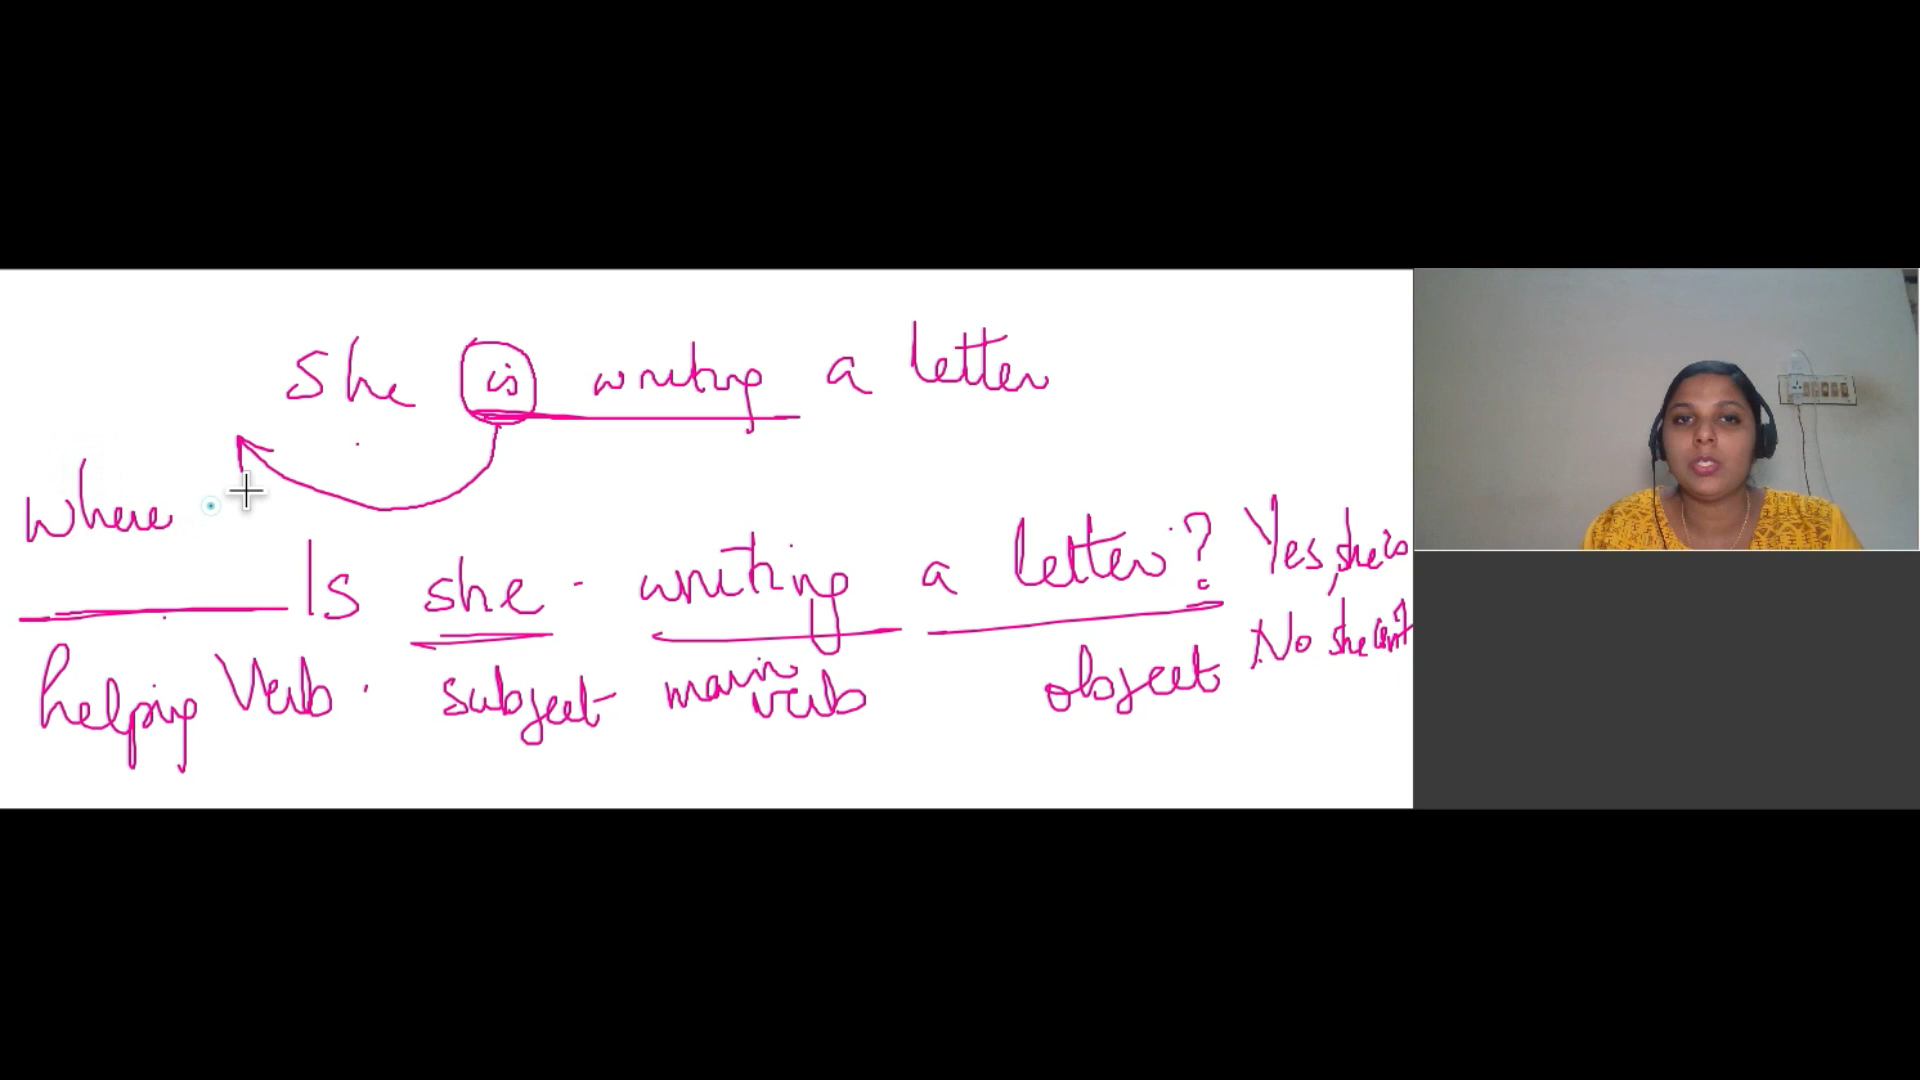 She is writing a letter
where
Is she writing a letter? Yes, she is
No she isn't
helping Verb. subject main verb object